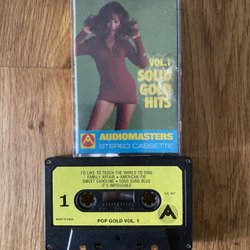 VOL.1
SOLID
GOLD
HITS
AUDIOMASTERS
STEREO CASSETTE
I'D LIKE TO TEACH THE WORLD TO SING
FAMILY AFFAIR • AMERICAN PIE
SWEET CAROLINE • SONG SUNG BLUE
IT'S IMPOSSIBLE
1
POP GOLD VOL. 1